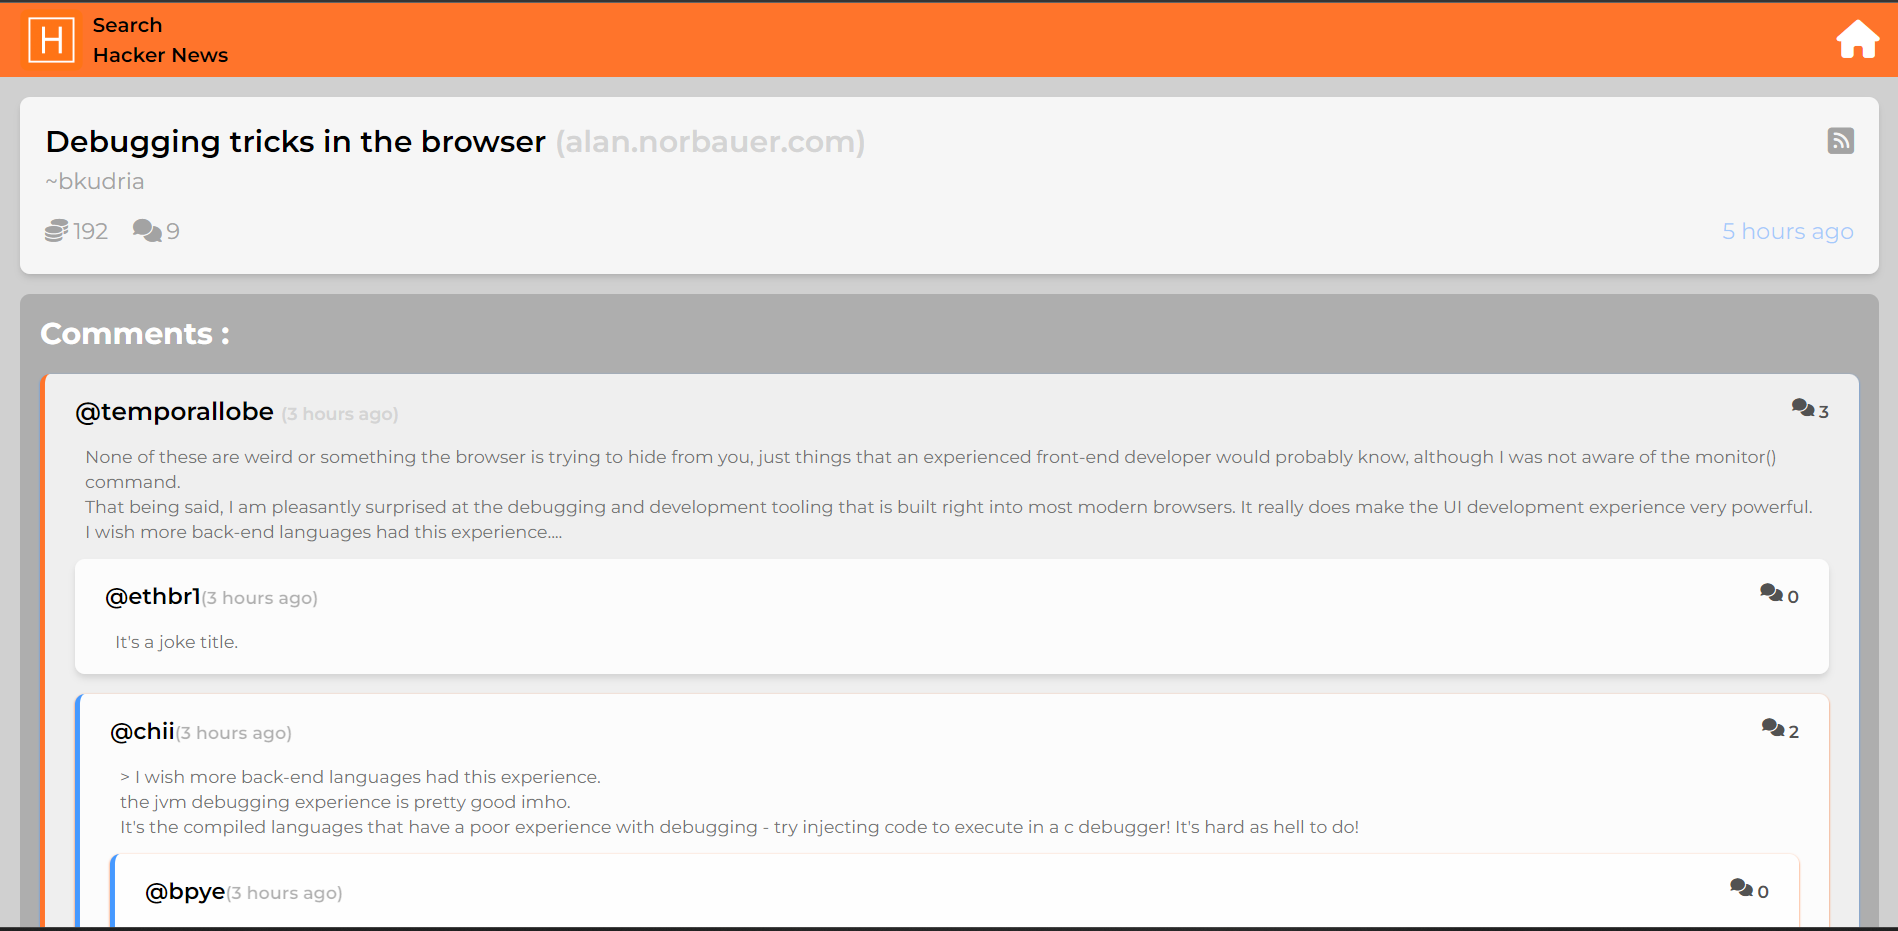 H
Search
Hacker News
Debugging tricks in the browser (alan.norbauer.com)
~bkudria
192 9
5 hours ago
Comments :
@temporallobe (3 hours ago)
3
None of these are weird or something the browser is trying to hide from you, just things that an experienced front-end developer would probably know, although I was not aware of the monitor()
command.
That being said, I am pleasantly surprised at the debugging and development tooling that is built right into most modern browsers. It really does make the UI development experience very powerful.
I wish more back-end languages had this experience....
@ethbr1(3 hours ago)
0
It's a joke title.
@chii(3 hours ago)
2
> I wish more back-end languages had this experience.
the jvm debugging experience is pretty good imho.
It's the compiled languages that have a poor experience with debugging - try injecting code to execute in a c debugger! It's hard as hell to do!
@bpye(3 hours ago)
0